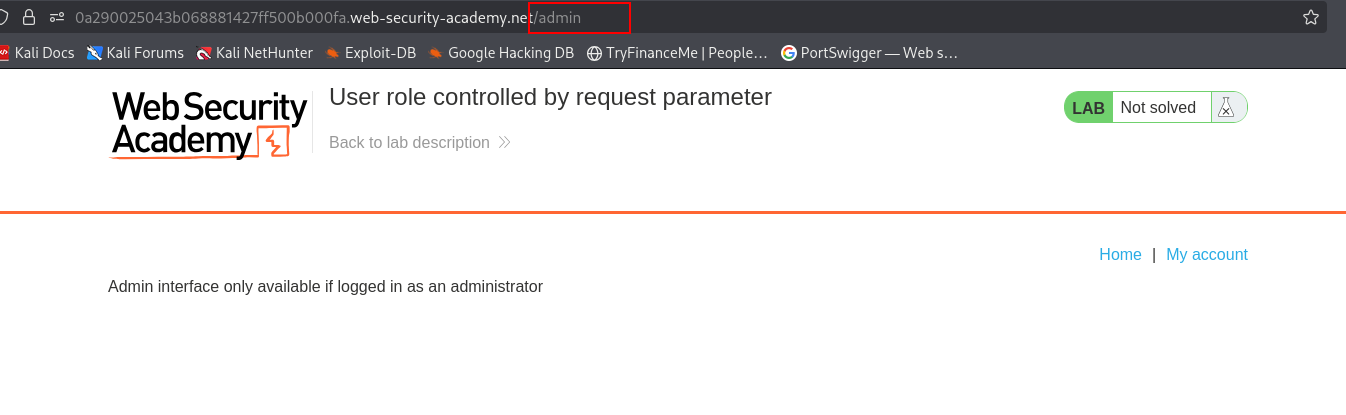 0a290025043b068881427ff500b000fa.web-security-academy.net/admin
Kali Docs Kali Forums Kali NetHunter Exploit-DB Google Hacking DB TryFinanceMe | People… PortSwigger — Web s…
Web Security
Academy
User role controlled by request parameter
Back to lab description
LAB Not solved
Home | My account
Admin interface only available if logged in as an administrator